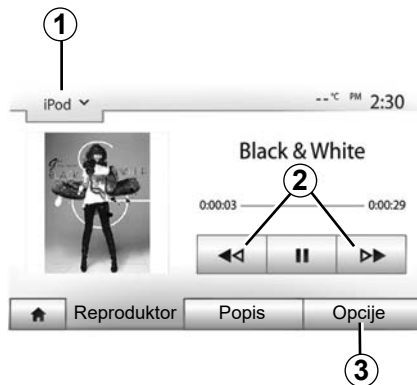 1
iPod
--°C PM 2:30
Black & White
2
0:00:03 0:00:29
Reproduktor Popis Opcije
3